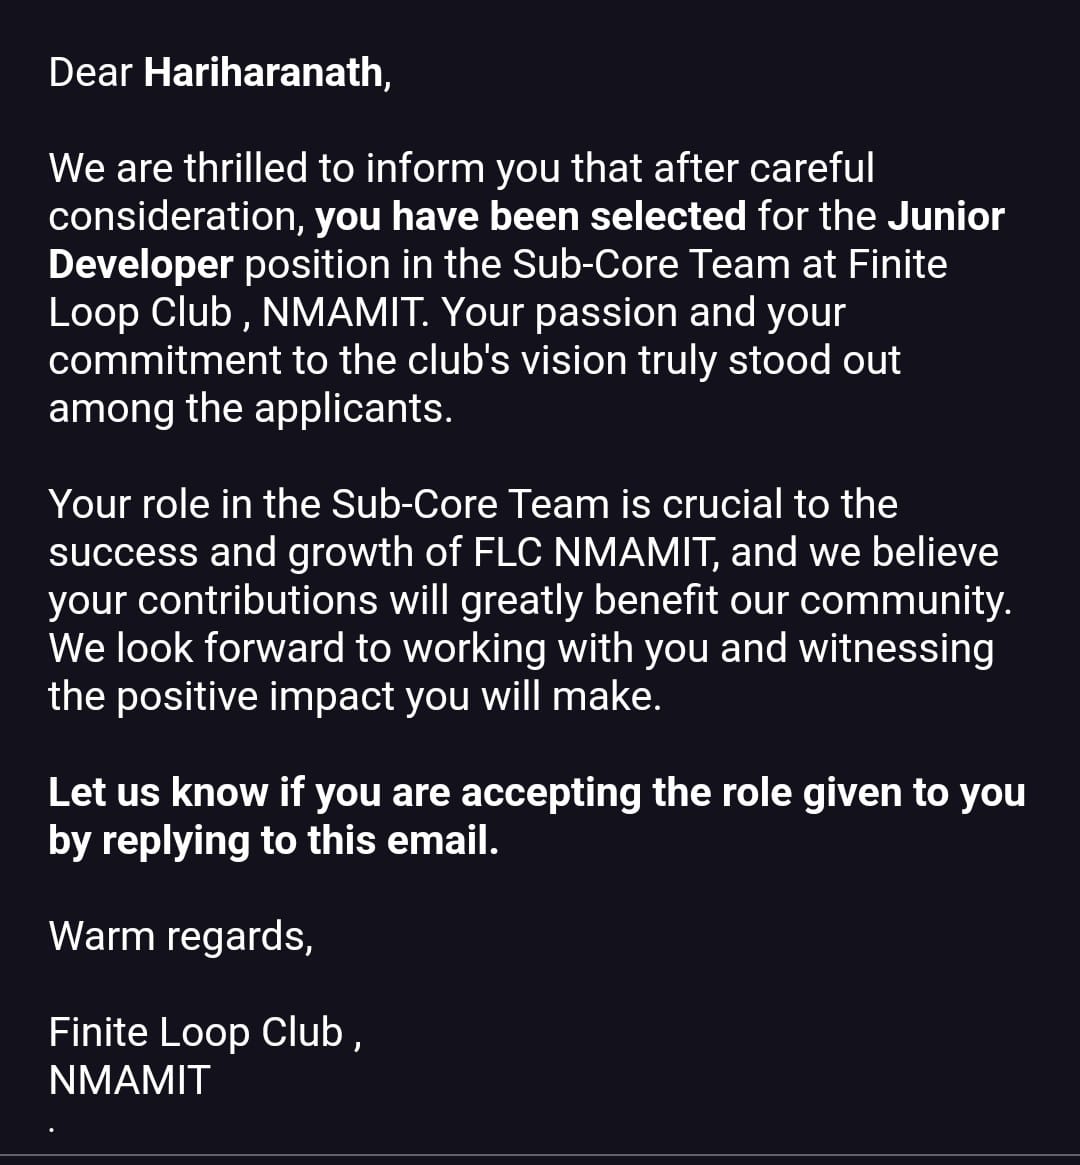 Dear Hariharanath,
We are thrilled to inform you that after careful
consideration, you have been selected for the Junior
Developer position in the Sub-Core Team at Finite
Loop Club , NMAMIT. Your passion and your
commitment to the club's vision truly stood out
among the applicants.
Your role in the Sub-Core Team is crucial to the
success and growth of FLC NMAMIT, and we believe
your contributions will greatly benefit our community.
We look forward to working with you and witnessing
the positive impact you will make.
Let us know if you are accepting the role given to you
by replying to this email.
Warm regards,
Finite Loop Club ,
NMAMIT
.